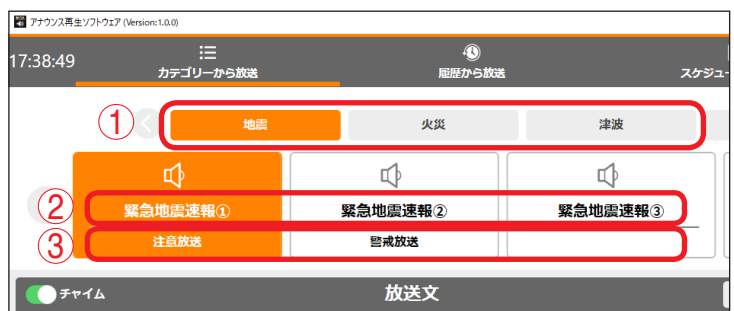 アナウンス再生ソフトウェア (Version:1.0.0)
17:38:49
カテゴリーから放送
履歴から放送
スケジュー
① 地震 火災 津波
② 緊急地震速報① 緊急地震速報② 緊急地震速報③
③ 注意放送 警戒放送
チャイム 放送文